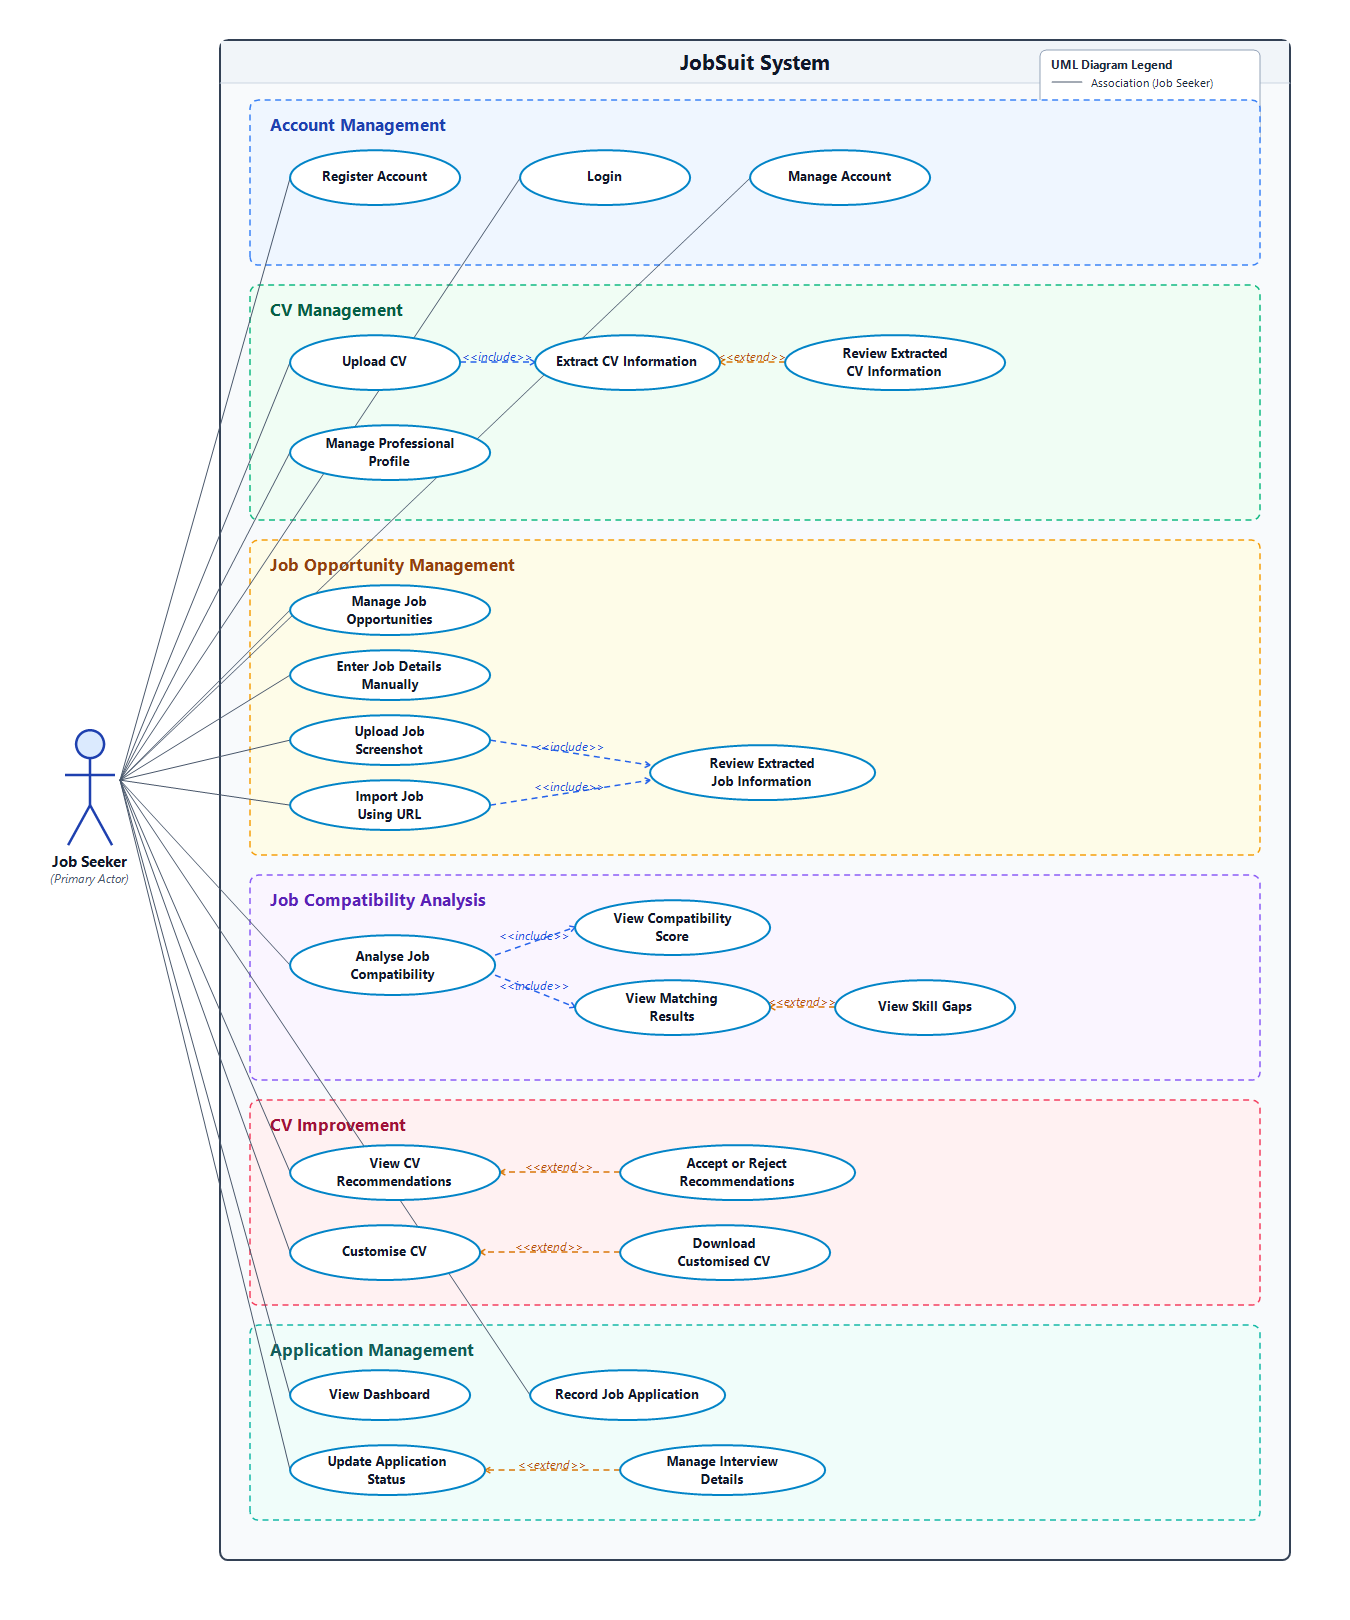 JobSuit System
UML Diagram Legend
Association (Job Seeker)
Account Management
Register Account
Login
Manage Account
CV Management
Upload CV
<<include>>
Extract CV Information
<<extend>>
Review Extracted
CV Information
Manage Professional
Profile
Job Opportunity Management
Manage Job
Opportunities
Enter Job Details
Manually
Upload Job
Screenshot
<<include>>
Review Extracted
Job Information
Import Job
Using URL
<<include>>
Job Seeker
(Primary Actor)
Job Compatibility Analysis
Analyse Job
Compatibility
<<include>>
View Compatibility
Score
<<include>>
View Matching
Results
<<extend>>
View Skill Gaps
CV Improvement
View CV
Recommendations
<<extend>>
Accept or Reject
Recommendations
Customise CV
<<extend>>
Download
Customised CV
Application Management
View Dashboard
Record Job Application
Update Application
Status
<<extend>>
Manage Interview
Details